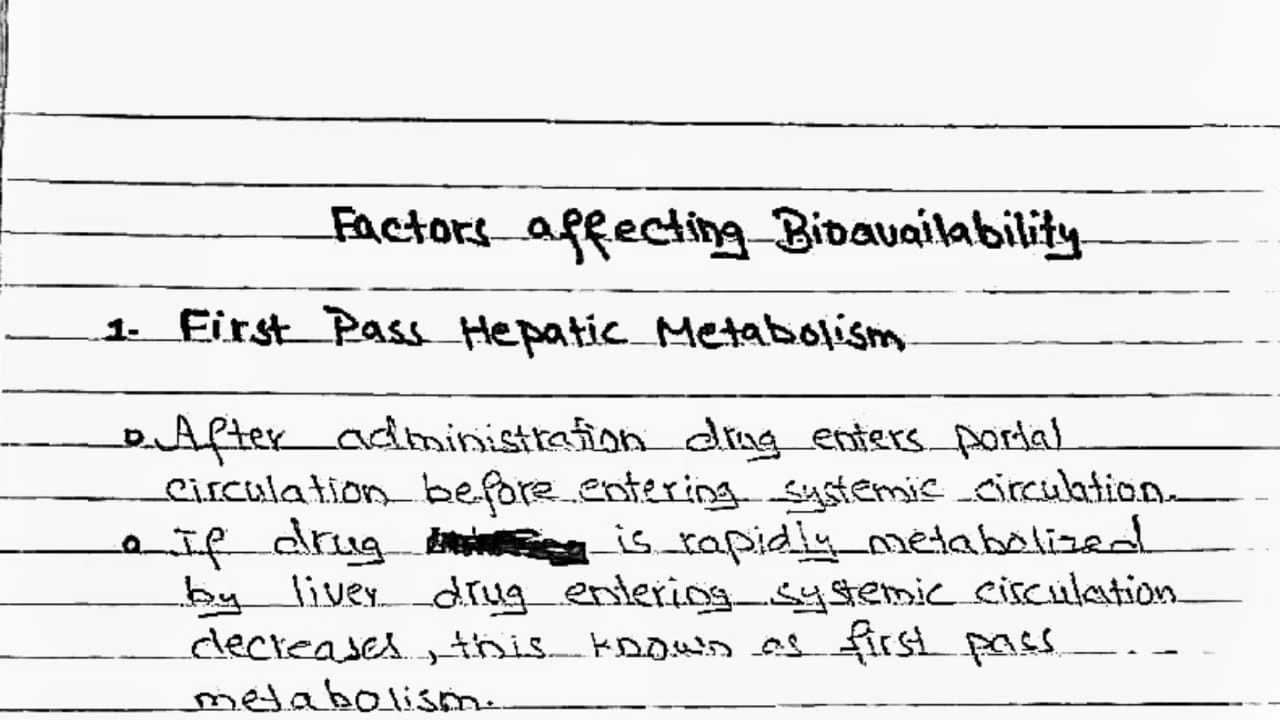 Factors affecting Bioavailability
1- First Pass Hepatic Metabolism
o After administration drug enters portal
circulation before entering systemic circulation.
o If drug is rapidly metabolized
by liver drug entering systemic circulation
decreases, this known as first pass
metabolism.